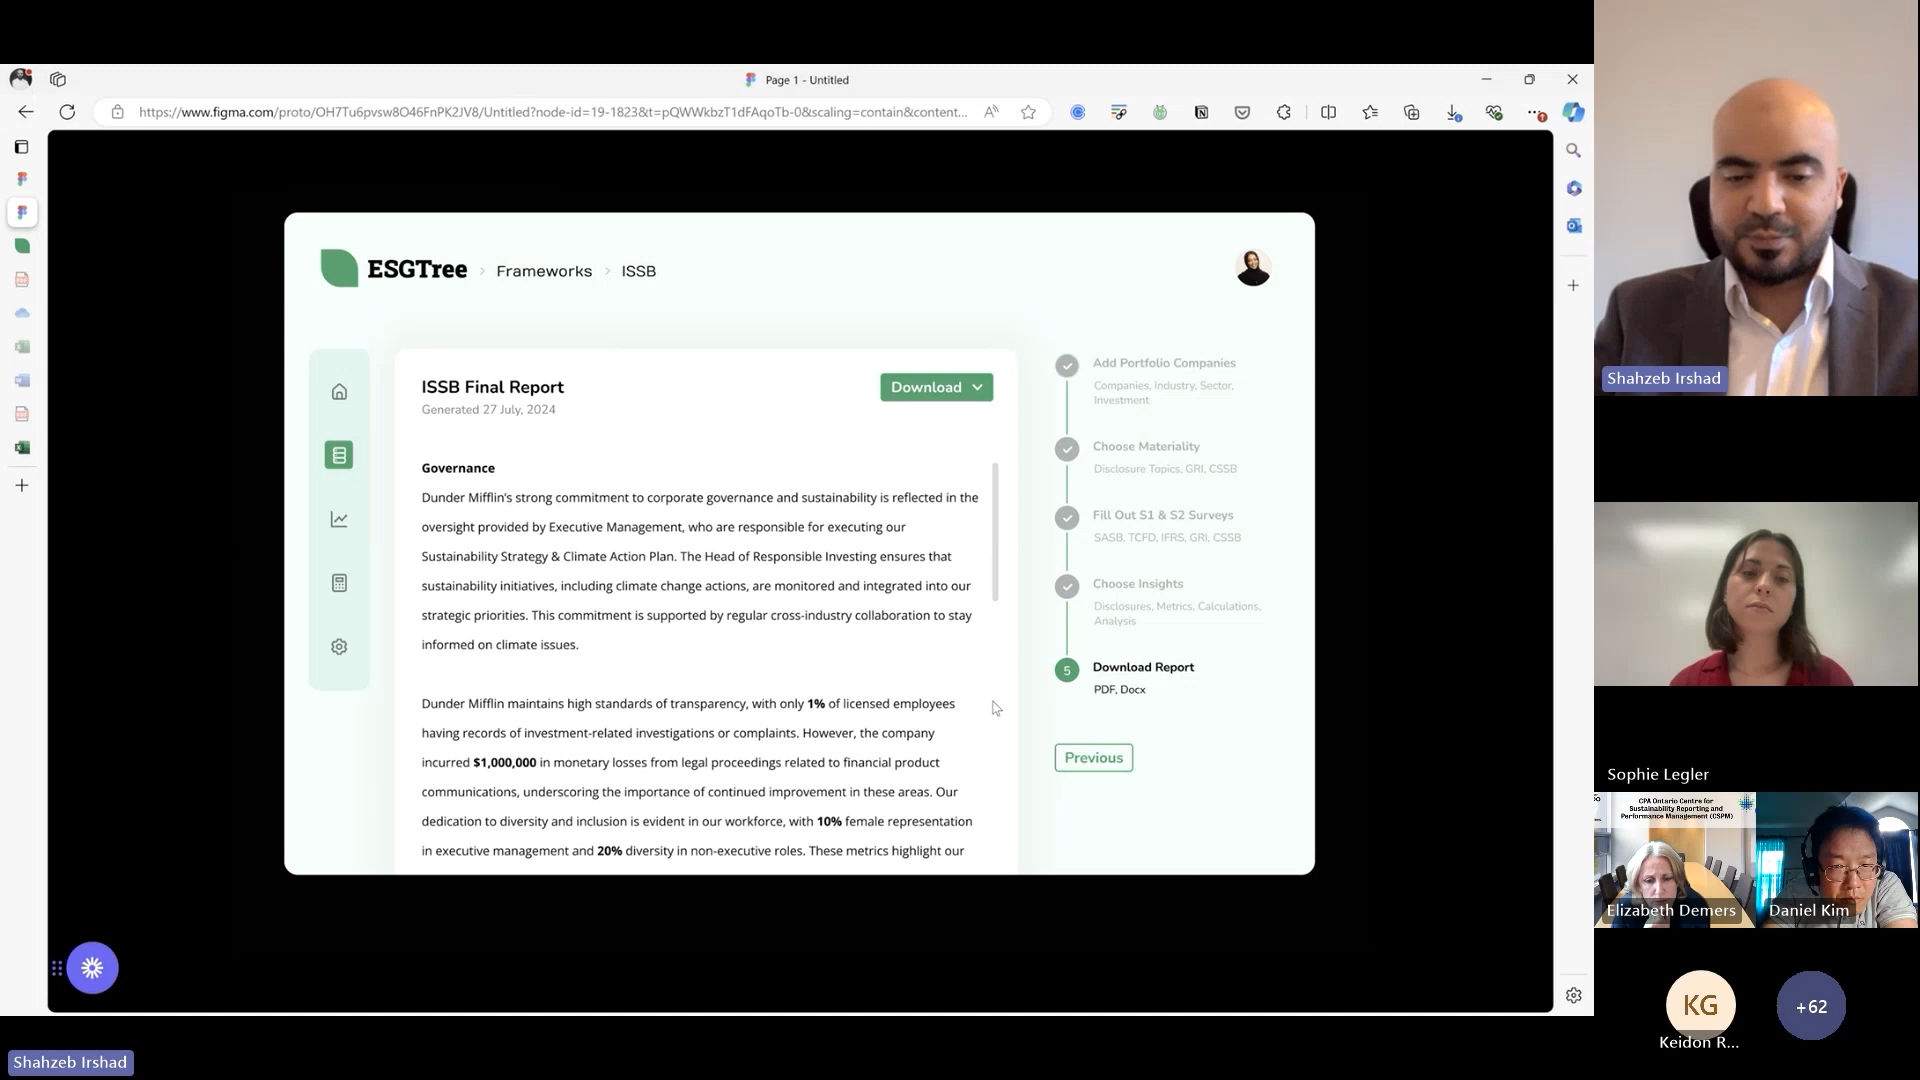 Page 1 - Untitled
https://www.figma.com/proto/OH7Tu6pvsw8O46FnPK2JV8/Untitled?node-id=19-1823&t=pQWWkbzT1dFAqoTb-0&scaling=contain&content...
ESGTree > Frameworks > ISSB
ISSB Final Report
Generated 27 July, 2024
Download
Governance
Dunder Mifflin's strong commitment to corporate governance and sustainability is reflected in the
oversight provided by Executive Management, who are responsible for executing our
Sustainability Strategy & Climate Action Plan. The Head of Responsible Investing ensures that
sustainability initiatives, including climate change actions, are monitored and integrated into our
strategic priorities. This commitment is supported by regular cross-industry collaboration to stay
informed on climate issues.
Dunder Mifflin maintains high standards of transparency, with only 1% of licensed employees
having records of investment-related investigations or complaints. However, the company
incurred $1,000,000 in monetary losses from legal proceedings related to financial product
communications, underscoring the importance of continued improvement in these areas. Our
dedication to diversity and inclusion is evident in our workforce, with 10% female representation
in executive management and 20% diversity in non-executive roles. These metrics highlight our
Add Portfolio Companies
Companies, Industry, Sector,
Investment
Choose Materiality
Disclosure Topics, GRI, CSSB
Fill Out S1 & S2 Surveys
SASB, TCFD, IFRS, GRI, CSSB
Choose Insights
Disclosures, Metrics, Calculations,
Analysis
5
Download Report
PDF, Docx
Previous
Shahzeb Irshad
Sophie Legler
CPA Ontario Centre for
Sustainability Reporting and
Performance Management (CSPM)
Elizabeth Demers
Daniel Kim
KG
Keidon R...
+62
Shahzeb Irshad